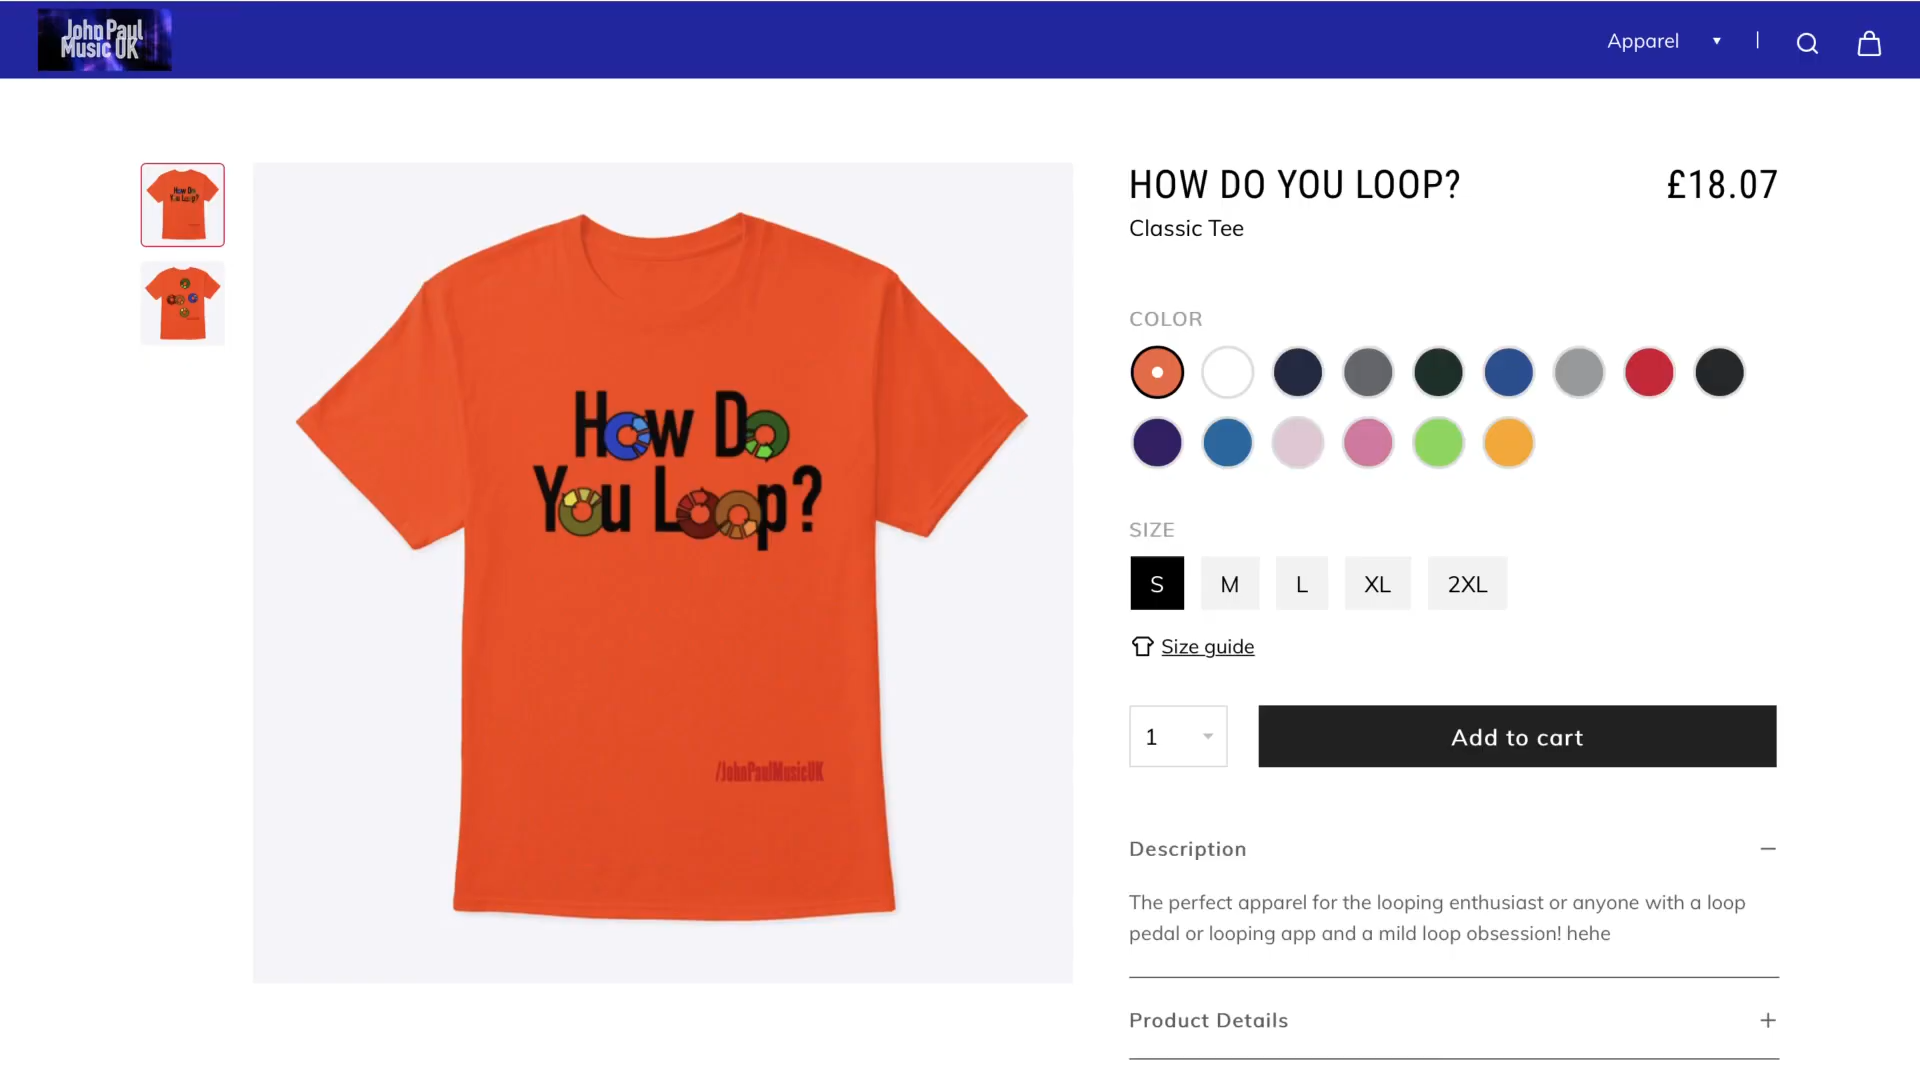 John Paul
Music UK
Apparel
How Do
You Loop?
/JohnPaulMusicUK
HOW DO YOU LOOP?
£18.07
Classic Tee
COLOR
SIZE
S M L XL 2XL
Size guide
1
Add to cart
Description
The perfect apparel for the looping enthusiast or anyone with a loop
pedal or looping app and a mild loop obsession! hehe
Product Details